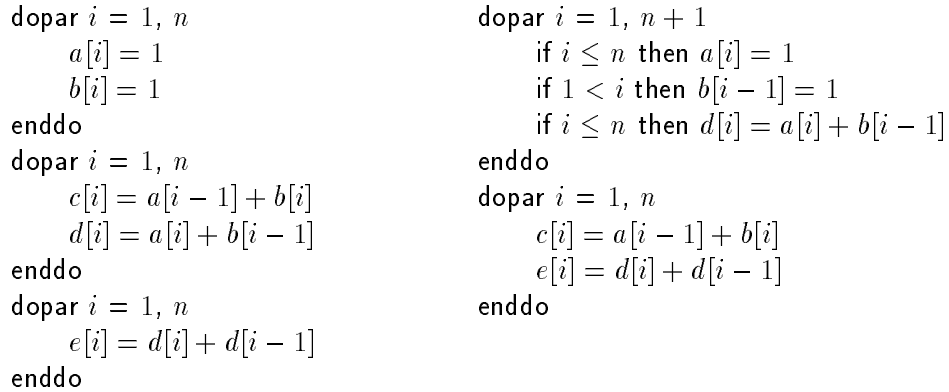 dopar i = 1, n
a[i] = 1
b[i] = 1
enddo
dopar i = 1, n
c[i] = a[i − 1] + b[i]
d[i] = a[i] + b[i − 1]
enddo
dopar i = 1, n
e[i] = d[i] + d[i − 1]
enddo
dopar i = 1, n + 1
if i ≤ n then a[i] = 1
if 1 < i then b[i − 1] = 1
if i ≤ n then d[i] = a[i] + b[i − 1]
enddo
dopar i = 1, n
c[i] = a[i − 1] + b[i]
e[i] = d[i] + d[i − 1]
enddo